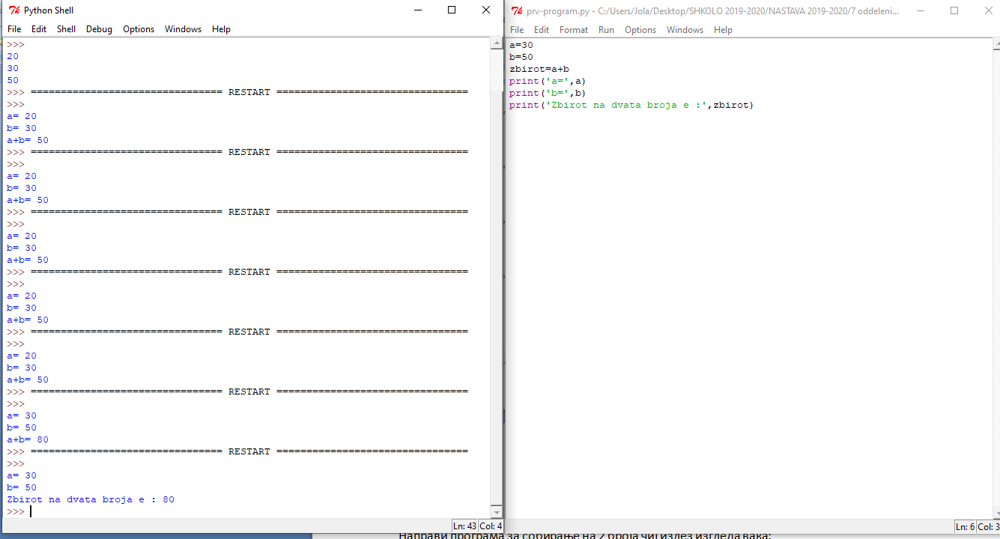 Python Shell
File Edit Shell Debug Options Windows Help
>>>
20
30
50
>>> ================================ RESTART ================================
>>>
a= 20
b= 30
a+b= 50
>>> ================================ RESTART ================================
>>>
a= 20
b= 30
a+b= 50
>>> ================================ RESTART ================================
>>>
a= 20
b= 30
a+b= 50
>>> ================================ RESTART ================================
>>>
a= 20
b= 30
a+b= 50
>>> ================================ RESTART ================================
>>>
a= 20
b= 30
a+b= 50
>>> ================================ RESTART ================================
>>>
a= 30
b= 50
a+b= 80
>>> ================================ RESTART ================================
>>>
a= 30
b= 50
Zbirot na dvata broja e : 80
>>>
Ln: 43 Col: 4
prv-program.py - C:/Users/Jola/Desktop/SHKOLO 2019-2020/NASTAVA 2019-2020/7 oddeleni...
File Edit Format Run Options Windows Help
a=30
b=50
zbirot=a+b
print('a=',a)
print('b=',b)
print('Zbirot na dvata broja e :',zbirot)
Ln: 6 Col: 3
Направи програма за собирање на 2 броја чиј излез изгледа вака: